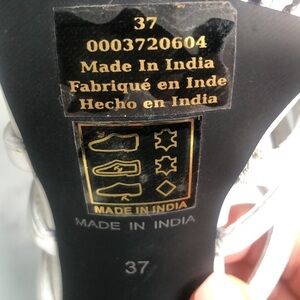 37
0003720604
Made In India
Fabriqué en Inde
Hecho en India
MADE IN INDIA
MADE IN INDIA
37